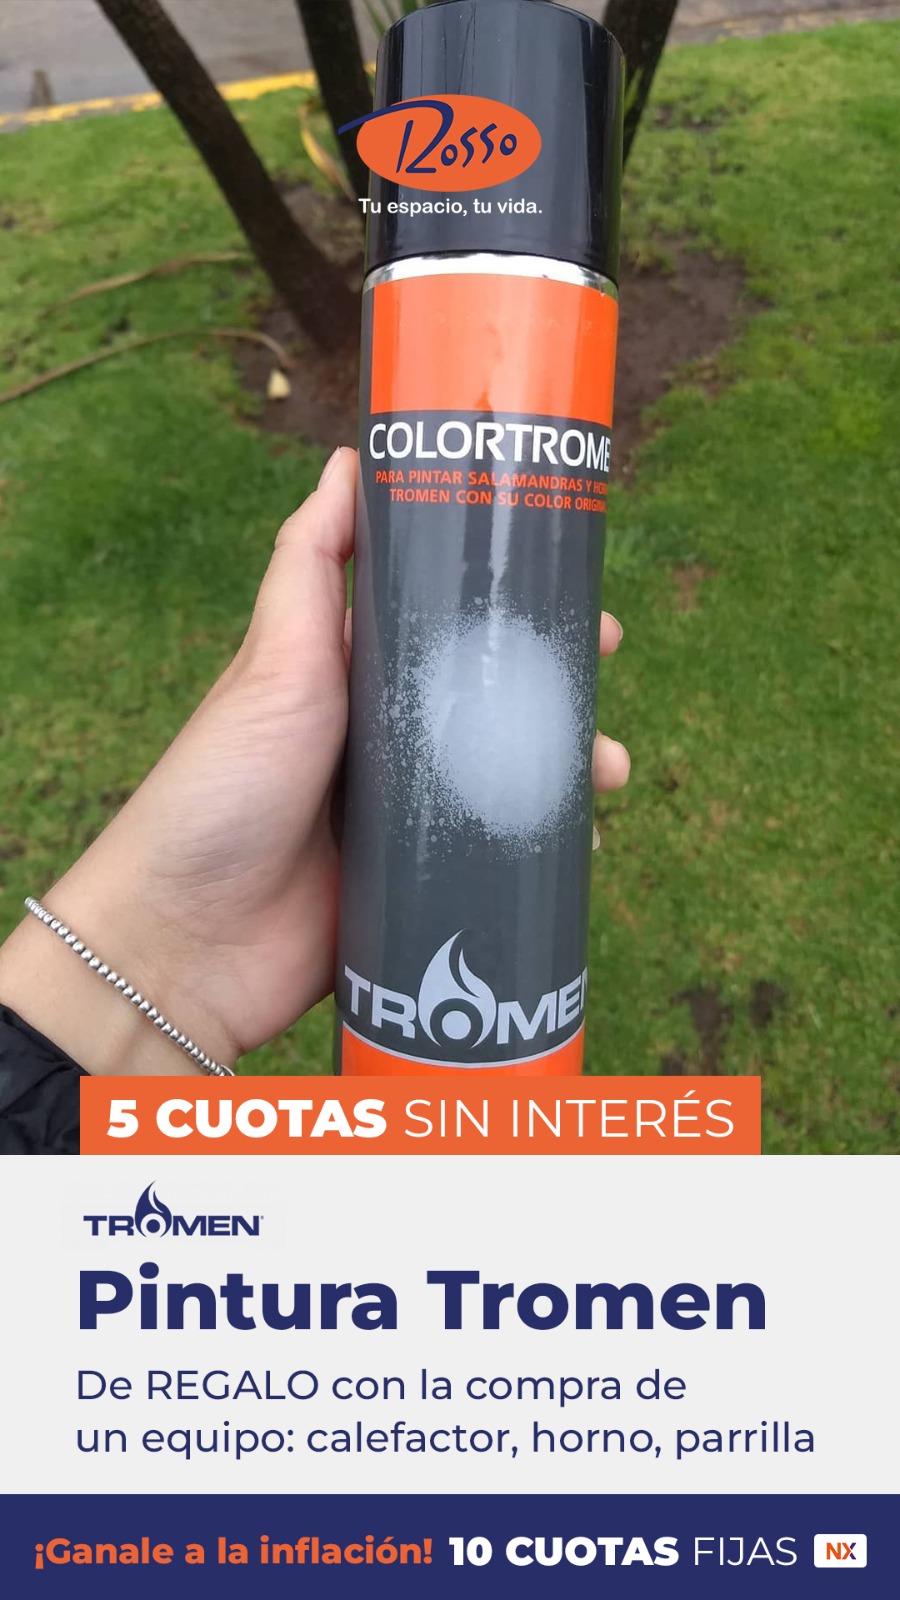 Rosso
Tu espacio, tu vida.
COLORTROME
PARA PINTAR SALAMANDRAS Y
TROMEN CON SU COLOR
TROMEN
5 CUOTAS SIN INTERÉS
TROMEN
Pintura Tromen
De REGALO con la compra de
un equipo: calefactor, horno, parrilla
¡Ganale a la inflación! 10 CUOTAS FIJAS NX